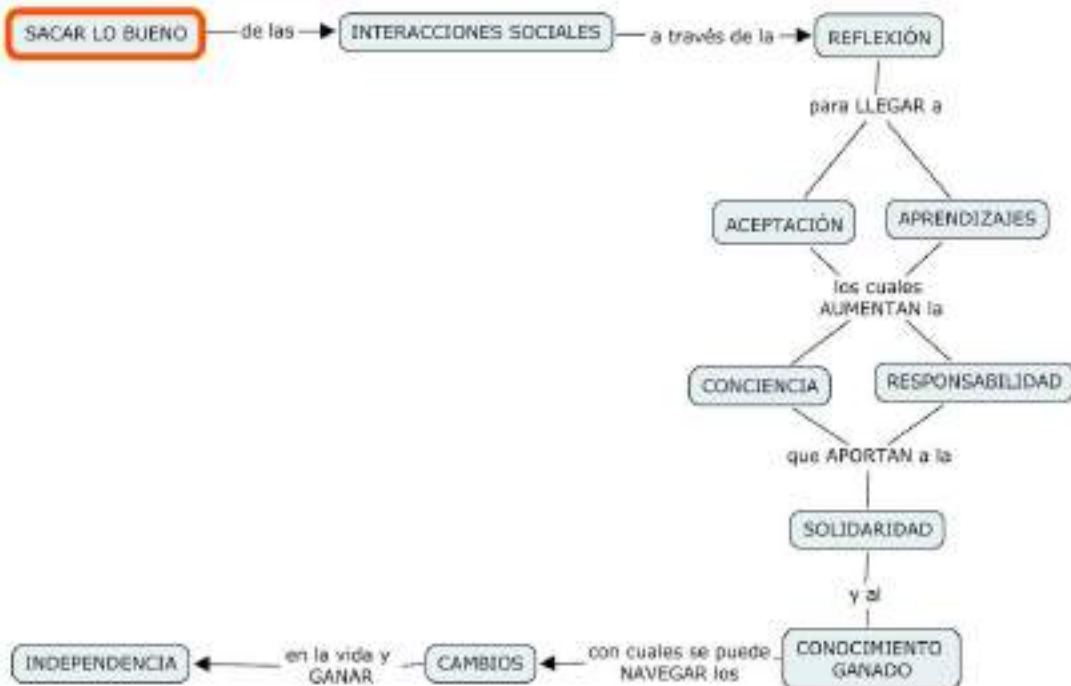 SACAR LO BUENO
de las
INTERACCIONES SOCIALES
a través de la
REFLEXIÓN
para LLEGAR a
ACEPTACIÓN
APRENDIZAJES
los cuales
AUMENTAN la
CONCIENCIA
RESPONSABILIDAD
que APORTAN a la
SOLIDARIDAD
y al
CONOCIMIENTO
GANADO
con cuales se puede
NAVEGAR los
CAMBIOS
en la vida y
GANAR
INDEPENDENCIA